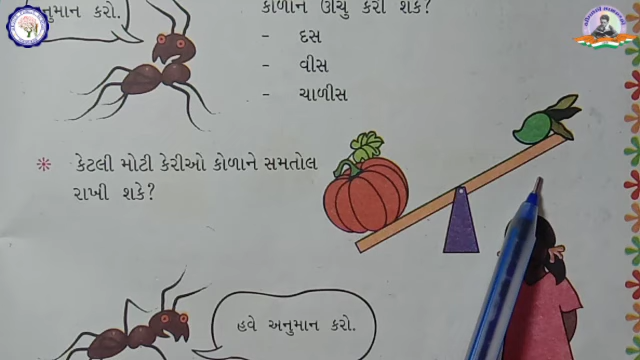 અનુમાન કરો.
કોળાને ઊંચુ કરી શકે?
- દસ
- વીસ
- ચાળીસ
કેટલી મોટી કેરીઓ કોળાને સમતોલ
રાખી શકે?
હવે અનુમાન કરો.